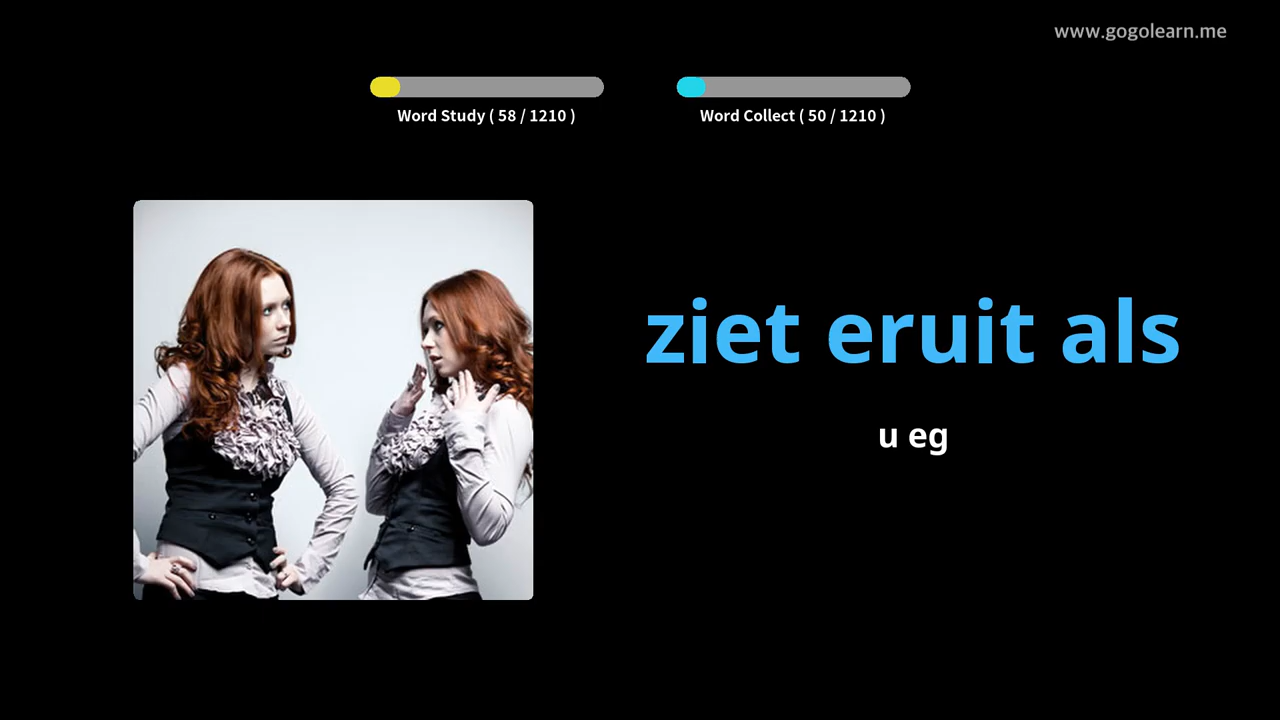 www.gogolearn.me
Word Study ( 58 / 1210 )
Word Collect ( 50 / 1210 )
ziet eruit als
u eg